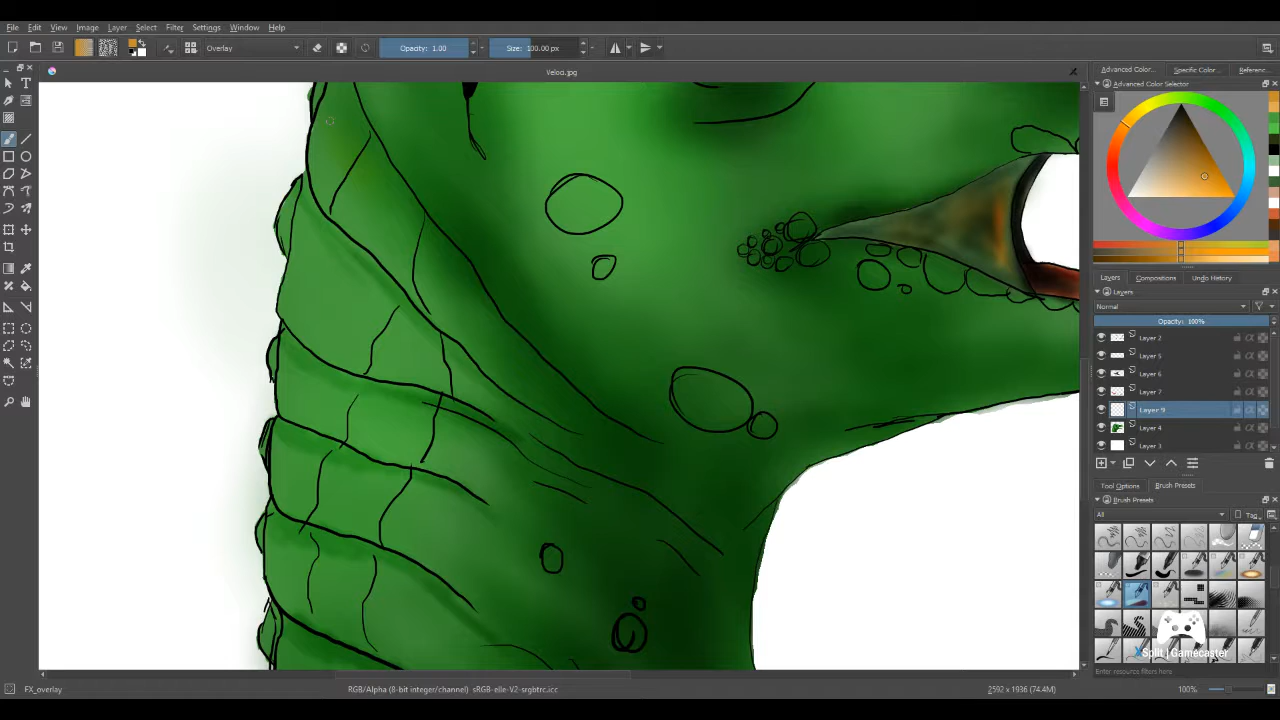 File Edit View Image Layer Select Filter Settings Window Help
Overlay Opacity: 1.00 Size: 100.00 px
Veloci.jpg
Advanced Color... Specific Color... Referenc...
Advanced Color Selector
Layers Compositions Undo History
Layers
Normal
Opacity: 100%
Layer 2
Layer 5
Layer 6
Layer 7
Layer 9
Layer 4
Layer 3
Tool Options Brush Presets
Brush Presets
All Tag
XSplit | Gamecaster
Enter resource filters here
FX_overlay RGB/Alpha (8-bit integer/channel) sRGB-elle-V2-srgbtrc.icc 2592 x 1936 (74.4M) 100%